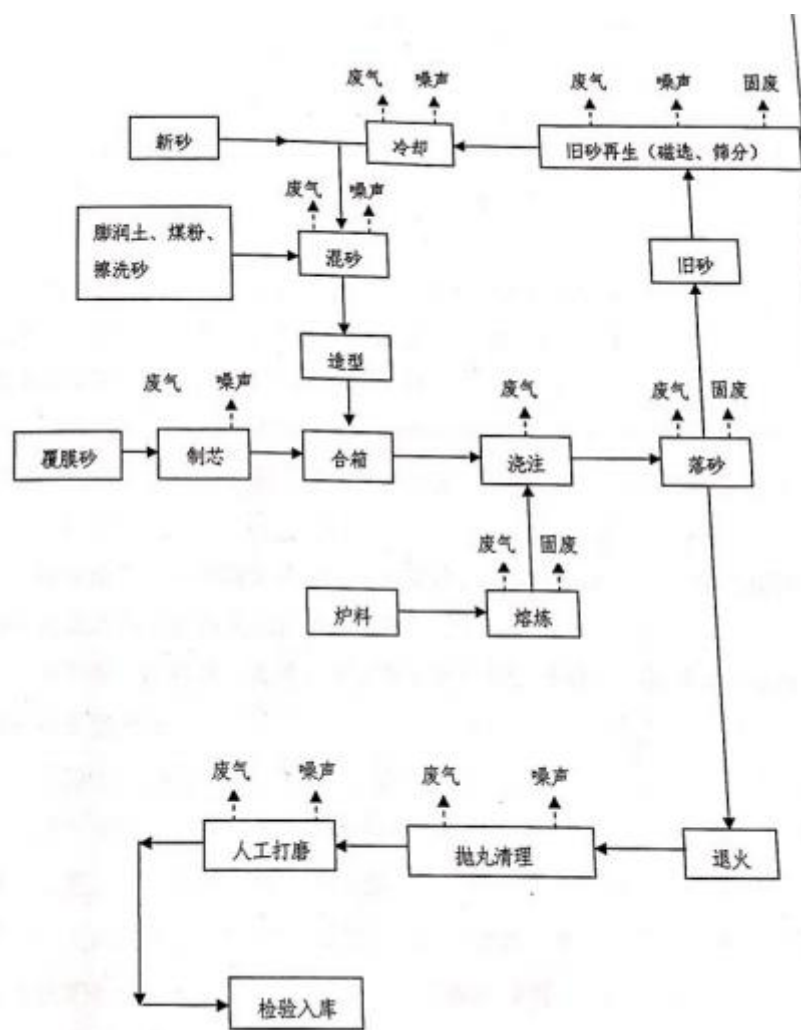 废气 噪声 废气 噪声 固废
新砂 冷却 旧砂再生（磁选、筛分）
废气 噪声
膨润土、煤粉、
擦洗砂
混砂 旧砂
造型
废气 噪声 废气 废气 固废
覆膜砂 制芯 合箱 浇注 落砂
废气 固废
炉料 熔炼
废气 噪声 废气 噪声
人工打磨 抛丸清理 退火
检验入库